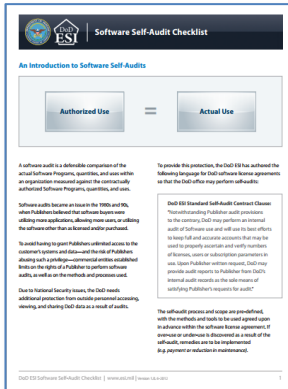 DoD
ESI
Software Self-Audit Checklist
An Introduction to Software Self-Audits
Authorized Use
=
Actual Use
A software audit is a defensible comparison of the
actual Software Programs, quantities, and uses within
an organization measured against the contractually
authorized Software Programs, quantities, and uses.
Software audits became an issue in the 1980s and 90s,
when Publishers believed that software buyers were
utilizing more applications, allowing more users, or utilizing
the software other than as licensed and/or purchased.
To avoid having to grant Publishers unlimited access to the
customer's systems and data—and the risk of Publishers
abusing such a privilege—commercial entities established
limits on the rights of a Publisher to perform software
audits, as well as on the methods and processes used.
Due to National Security issues, the DoD needs
additional protection from outside personnel accessing,
viewing, and sharing DoD data as a result of audits.
To provide this protection, the DoD ESI has authored the
following language for DoD software license agreements
so that the DoD office may perform self-audits:
DoD ESI Standard Self-Audit Contract Clause:
"Notwithstanding Publisher audit provisions
to the contrary, DoD may perform an internal
audit of Software use and will use its best efforts
to keep full and accurate accounts that may be
used to properly ascertain and verify numbers
of licenses, users or subscription parameters in
use. Upon Publisher written request, DoD may
provide audit reports to Publisher from DoD's
internal audit records as the sole means of
satisfying Publisher's requests for audit."
The self-audit process and scope are pre-defined,
with the methods and tools to be used agreed upon
in advance within the software license agreement. If
over-use or under-use is discovered as a result of the
self-audit, remedies are to be implemented
(e.g. payment or reduction in maintenance).
DoD ESI Software Self-Audit Checklist | www.esi.mil |
1